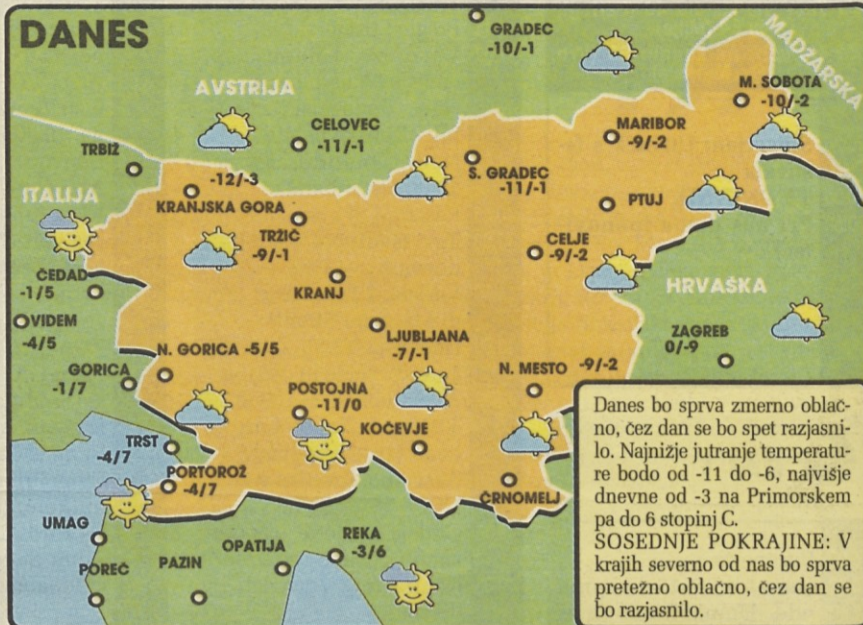 DANES
GRADEC
-10/-1
MADŽARSKA
AVSTRIJA
M. SOBOTA
-10/-2
CELOVEC
-11/-1
MARIBOR
-9/-2
TRBIŽ
S. GRADEC
-11/-1
-12/-3
KRANJSKA GORA
ITALIJA
PTUJ
TRŽIČ
-9/-1
CELJE
-9/-2
ČEDAD
-1/5
KRANJ
HRVAŠKA
VIDEM
-4/5
LJUBLJANA
-7/-1
ZAGREB
0/-9
N. GORICA -5/5
GORICA
-1/7
N. MESTO -9/-2
POSTOJNA
-11/0
KOČEVJE
TRST
-4/7
PORTOROŽ
-4/7
ČRNOMELJ
UMAG
REKA
-3/6
OPATIJA
PAZIN
POREČ
Danes bo sprva zmerno oblač-
no, čez dan se bo spet razjasni-
lo. Najnižje jutranje temperatu-
re bodo od -11 do -6, najvišje
dnevne od -3 na Primorskem
pa do 6 stopinj C.
SOSEDNJE POKRAJINE: V
krajih severno od nas bo sprva
pretežno oblačno, čez dan se
bo razjasnilo.